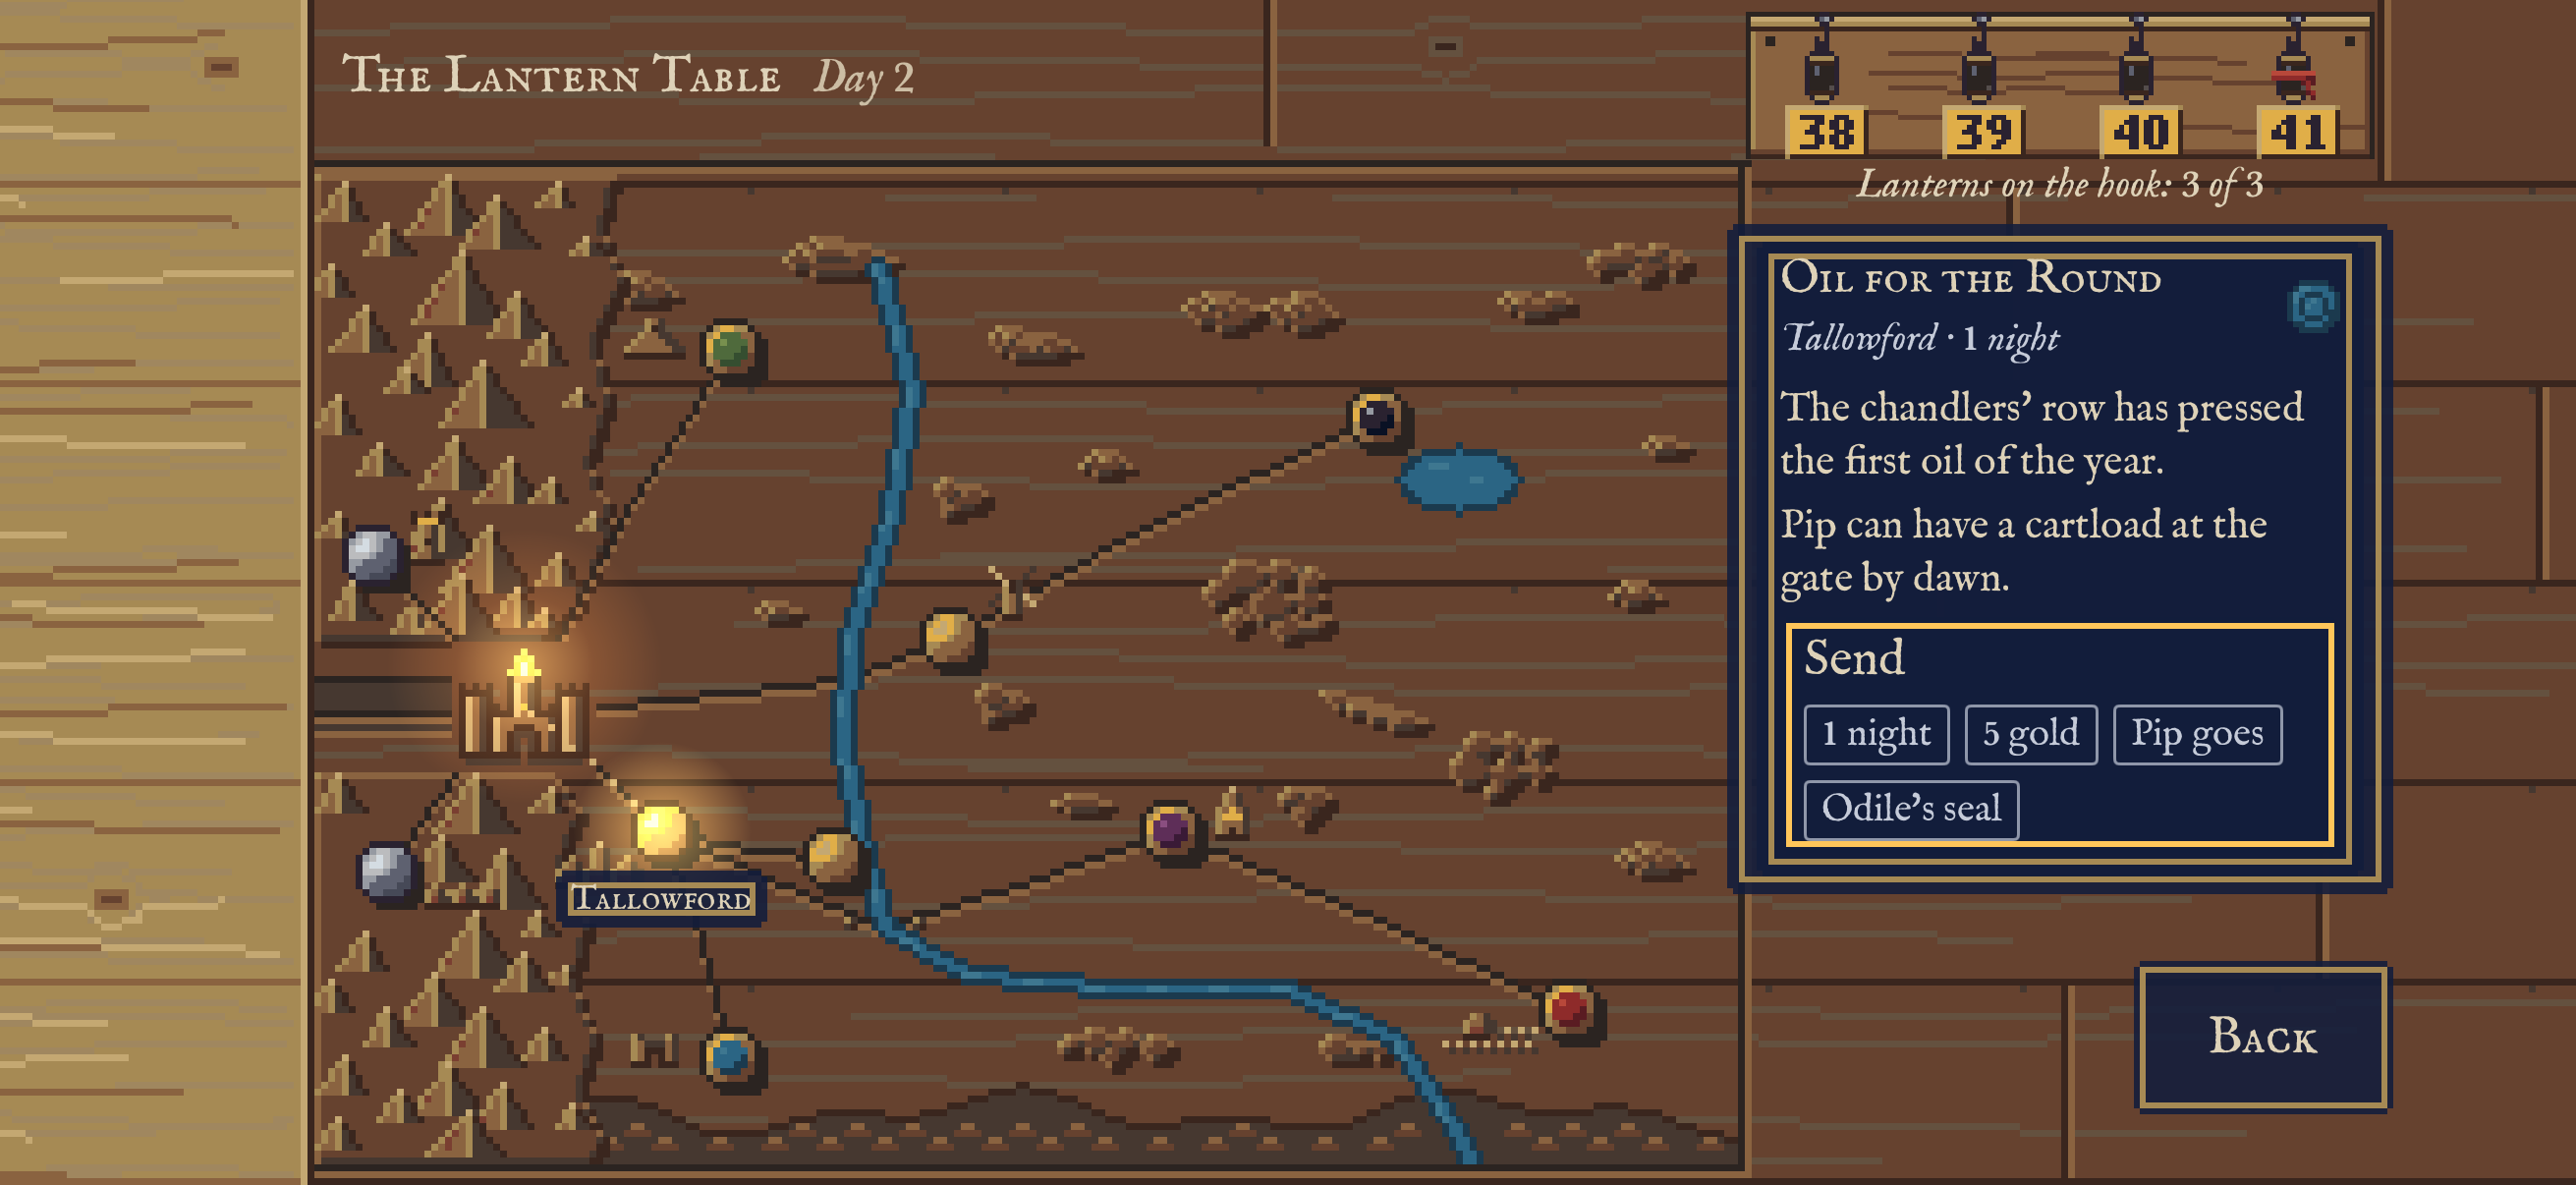 The Lantern Table Day 2
38 39 40 41
Lanterns on the hook: 3 of 3
Oil for the Round
Tallowford · 1 night
The chandlers’ row has pressed
the first oil of the year.
Pip can have a cartload at the
gate by dawn.
Send
1 night 5 gold Pip goes
Odile’s seal
Tallowford
Back